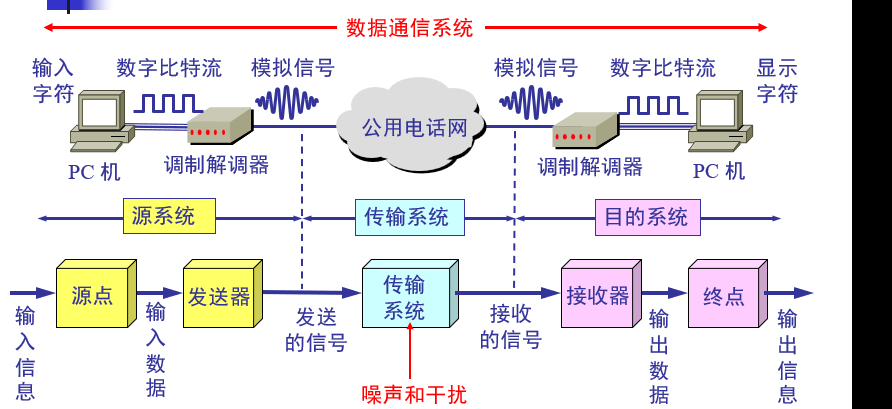 数据通信系统
输入
字符
数字比特流
模拟信号
模拟信号
数字比特流
显示
字符
公用电话网
PC 机
调制解调器
调制解调器
PC 机
源系统
传输系统
目的系统
源点
发送器
传输
系统
接收器
终点
输入信息
输入数据
发送
的信号
接收
的信号
输出数据
输出信息
噪声和干扰